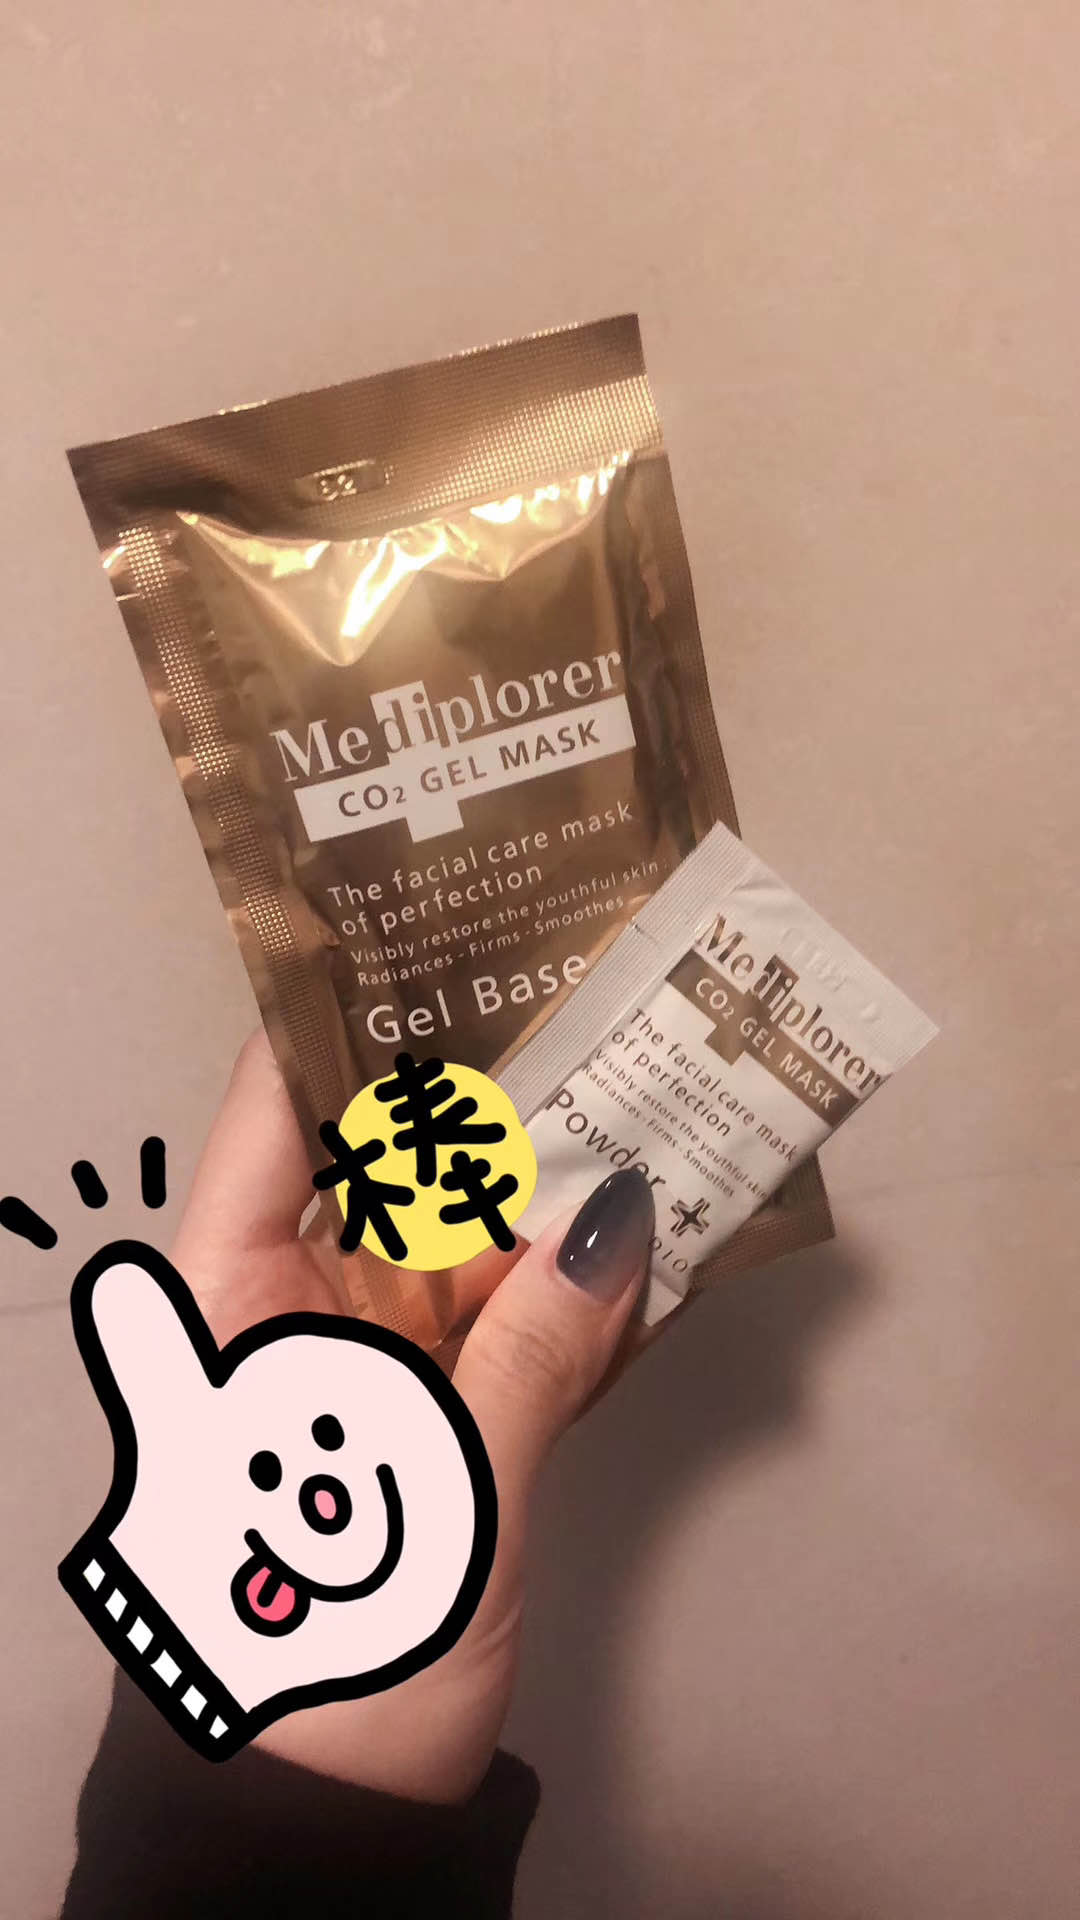 52
Mediplorer
CO2 GEL MASK
The facial care mask
of perfection
Visibly restore the youthful skin
Radiances - Firms - Smoothes
Gel Base
Mediplorer
CO2 GEL MASK
The facial care mask
of perfection
Visibly restore the youthful skin
Radiances - Firms - Smoothes
Powder
棒